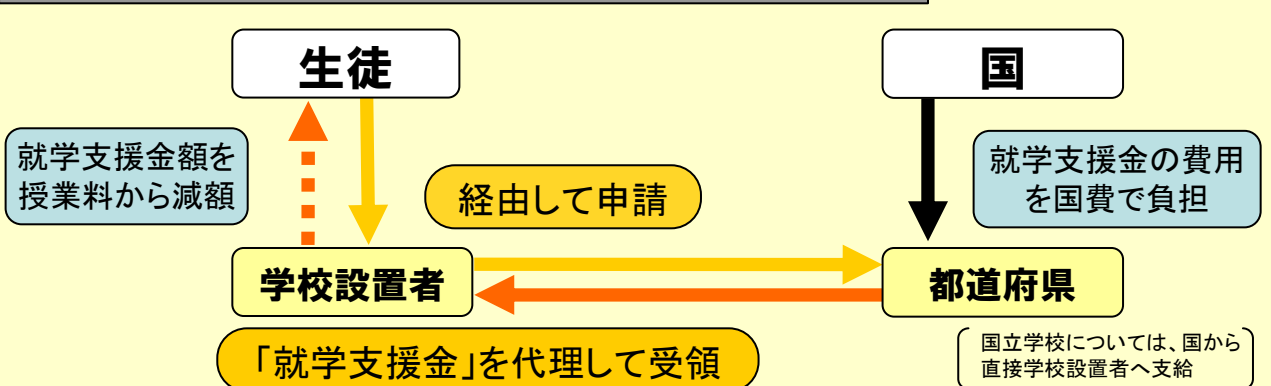 生徒
国
就学支援金額を
授業料から減額
経由して申請
就学支援金の費用
を国費で負担
学校設置者
都道府県
「就学支援金」を代理して受領
国立学校については、国から
直接学校設置者へ支給